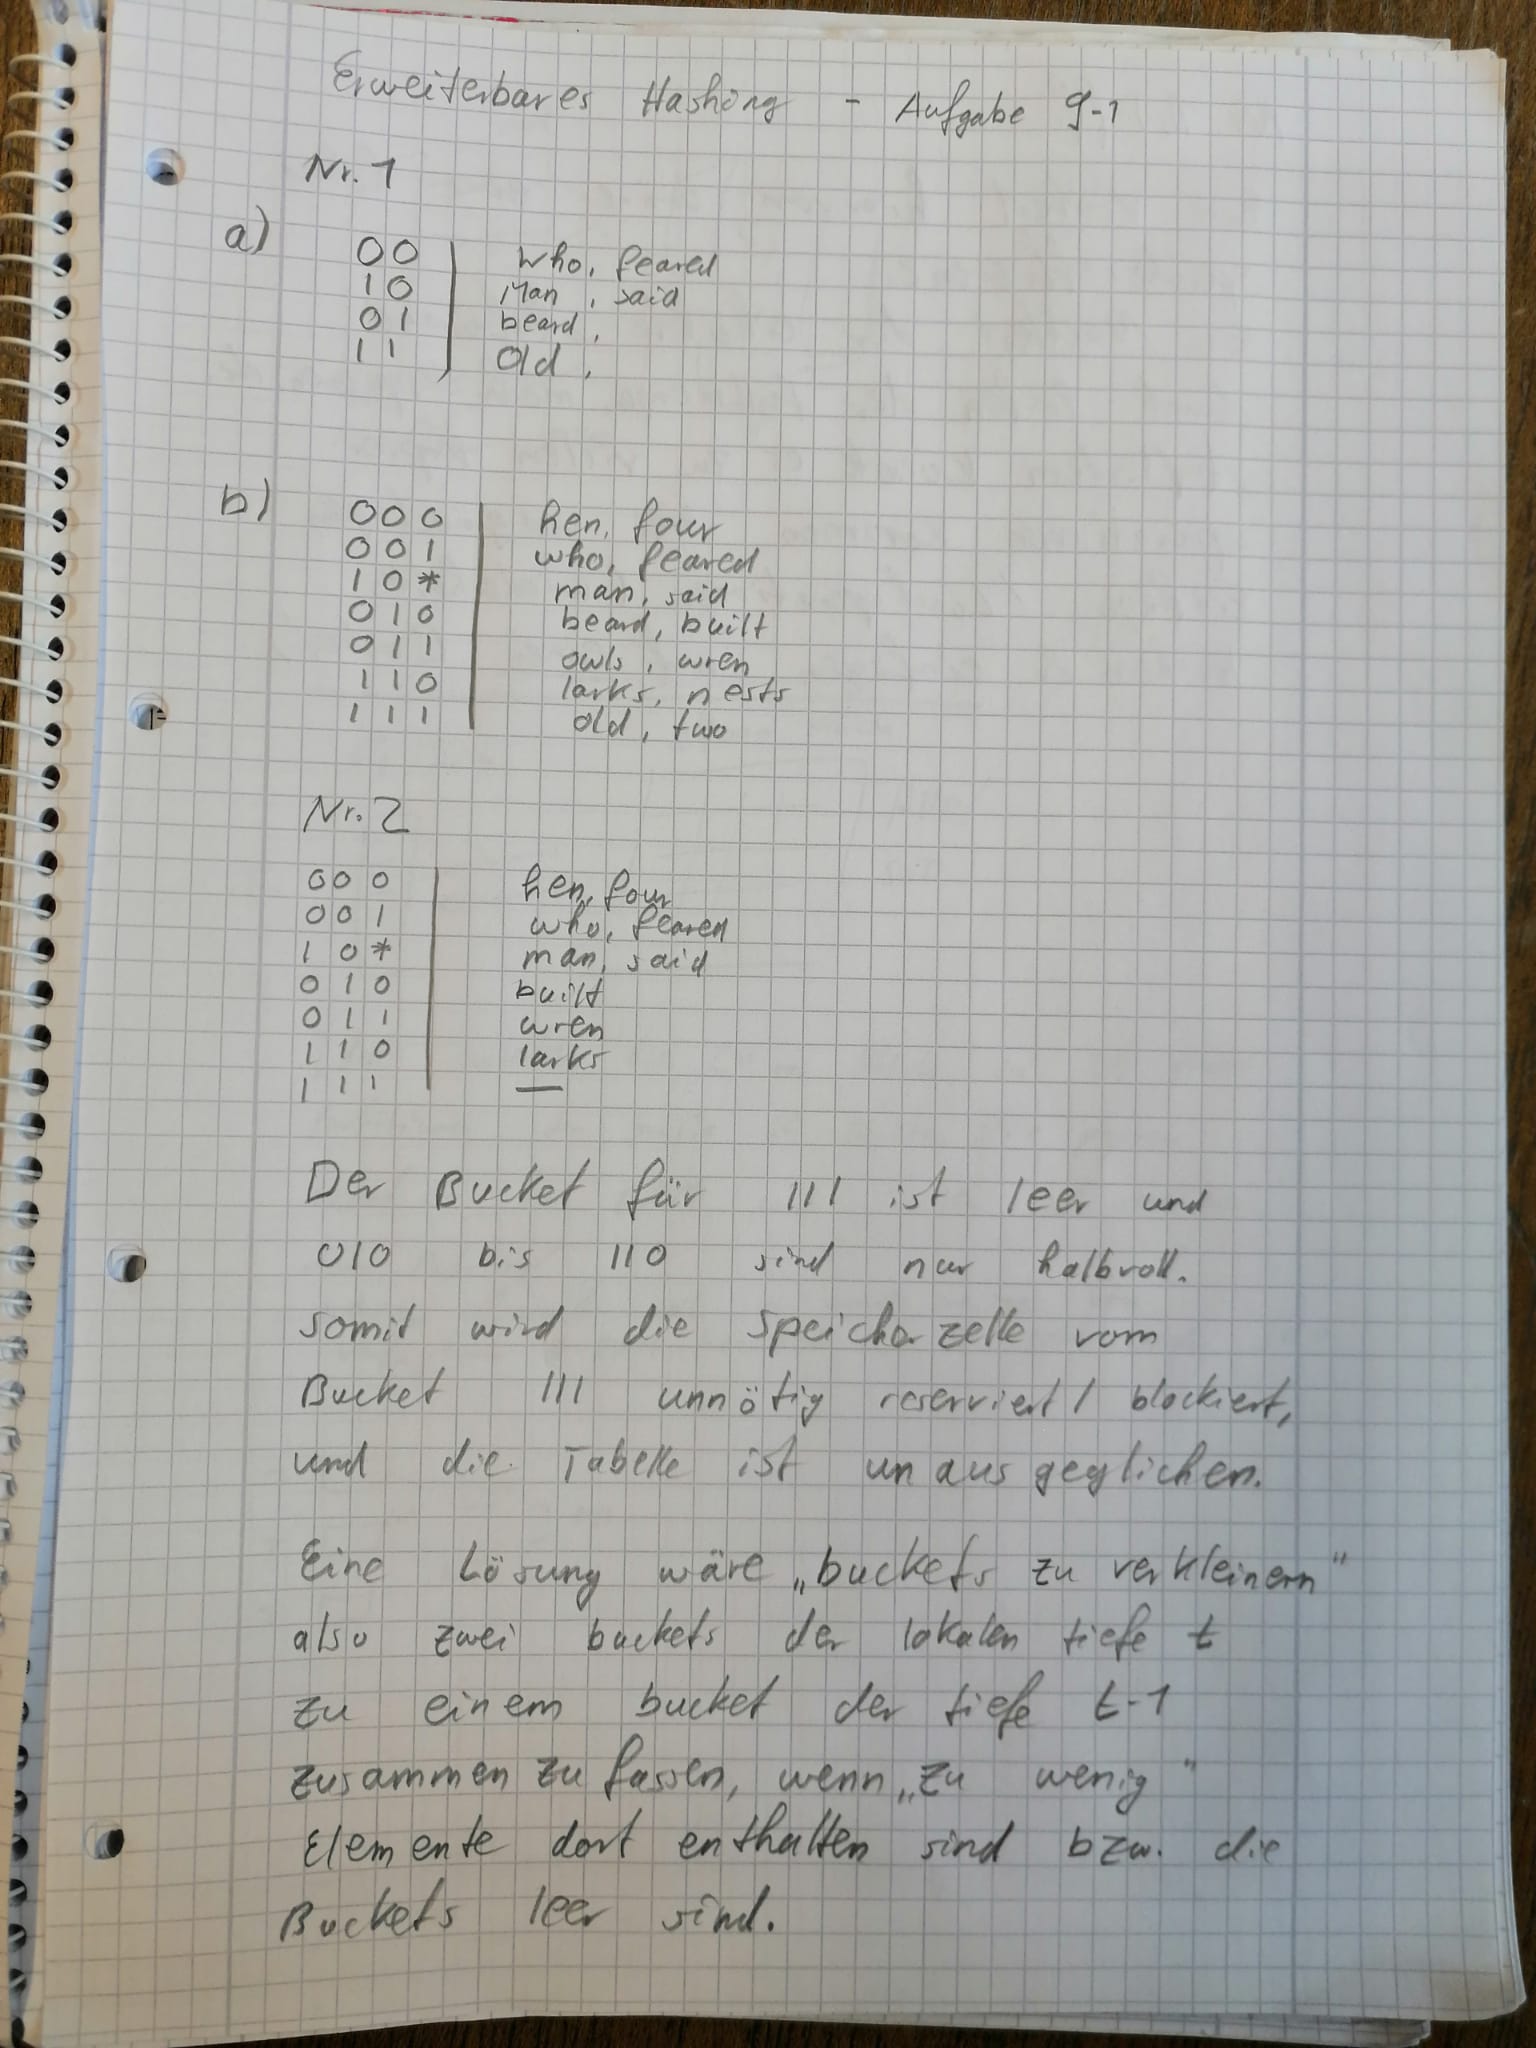 Erweiterbares Hashing - Aufgabe 9-1
Nr. 1
a)
00 who, feared
10 Man, said
01 beard,
11 Old,
b)
000 hen, four
001 who, feared
10* man, said
010 beard, built
011 owls, wren
110 larks, nests
111 old, two
Nr. 2
000 hen, four
001 who, feared
10* man, said
010 built
011 wren
110 larks
111 —
Der Bucket für 111 ist leer und
010 bis 110 sind nur halbvoll.
somit wird die Speicherzelle vom
Bucket 111 unnötig reserviert / blockiert,
und die Tabelle ist unausgeglichen.
Eine Lösung wäre „buckets zu verkleinern"
also zwei buckets der lokalen tiefe t
zu einem bucket der tiefe t-1
zusammen zu fassen, wenn „zu wenig"
Elemente dort enthalten sind bzw. die
Buckets leer sind.